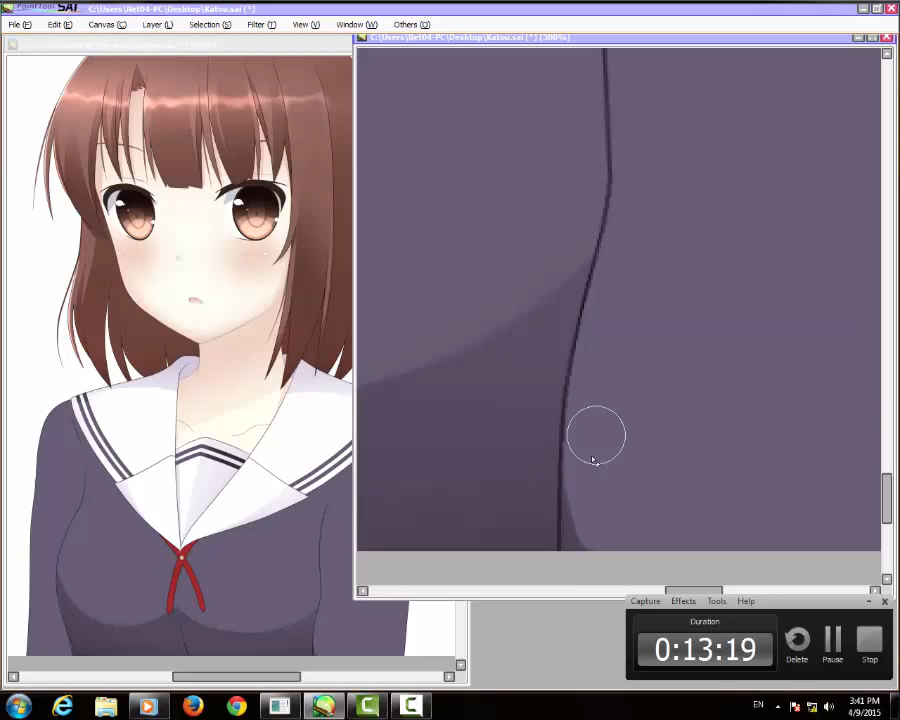 PaintTool SAI C:\Users\Net04-PC\Desktop\Katou.sai [*]
File (F) Edit (E) Canvas (C) Layer (L) Selection (S) Filter (T) View (V) Window (W) Others (O)
C:\Users\Net04-PC\Desktop\Katou.sai [*] (300%)
Capture Effects Tools Help
Duration
0:13:19
Delete Pause Stop
EN
3:41 PM
4/9/2015